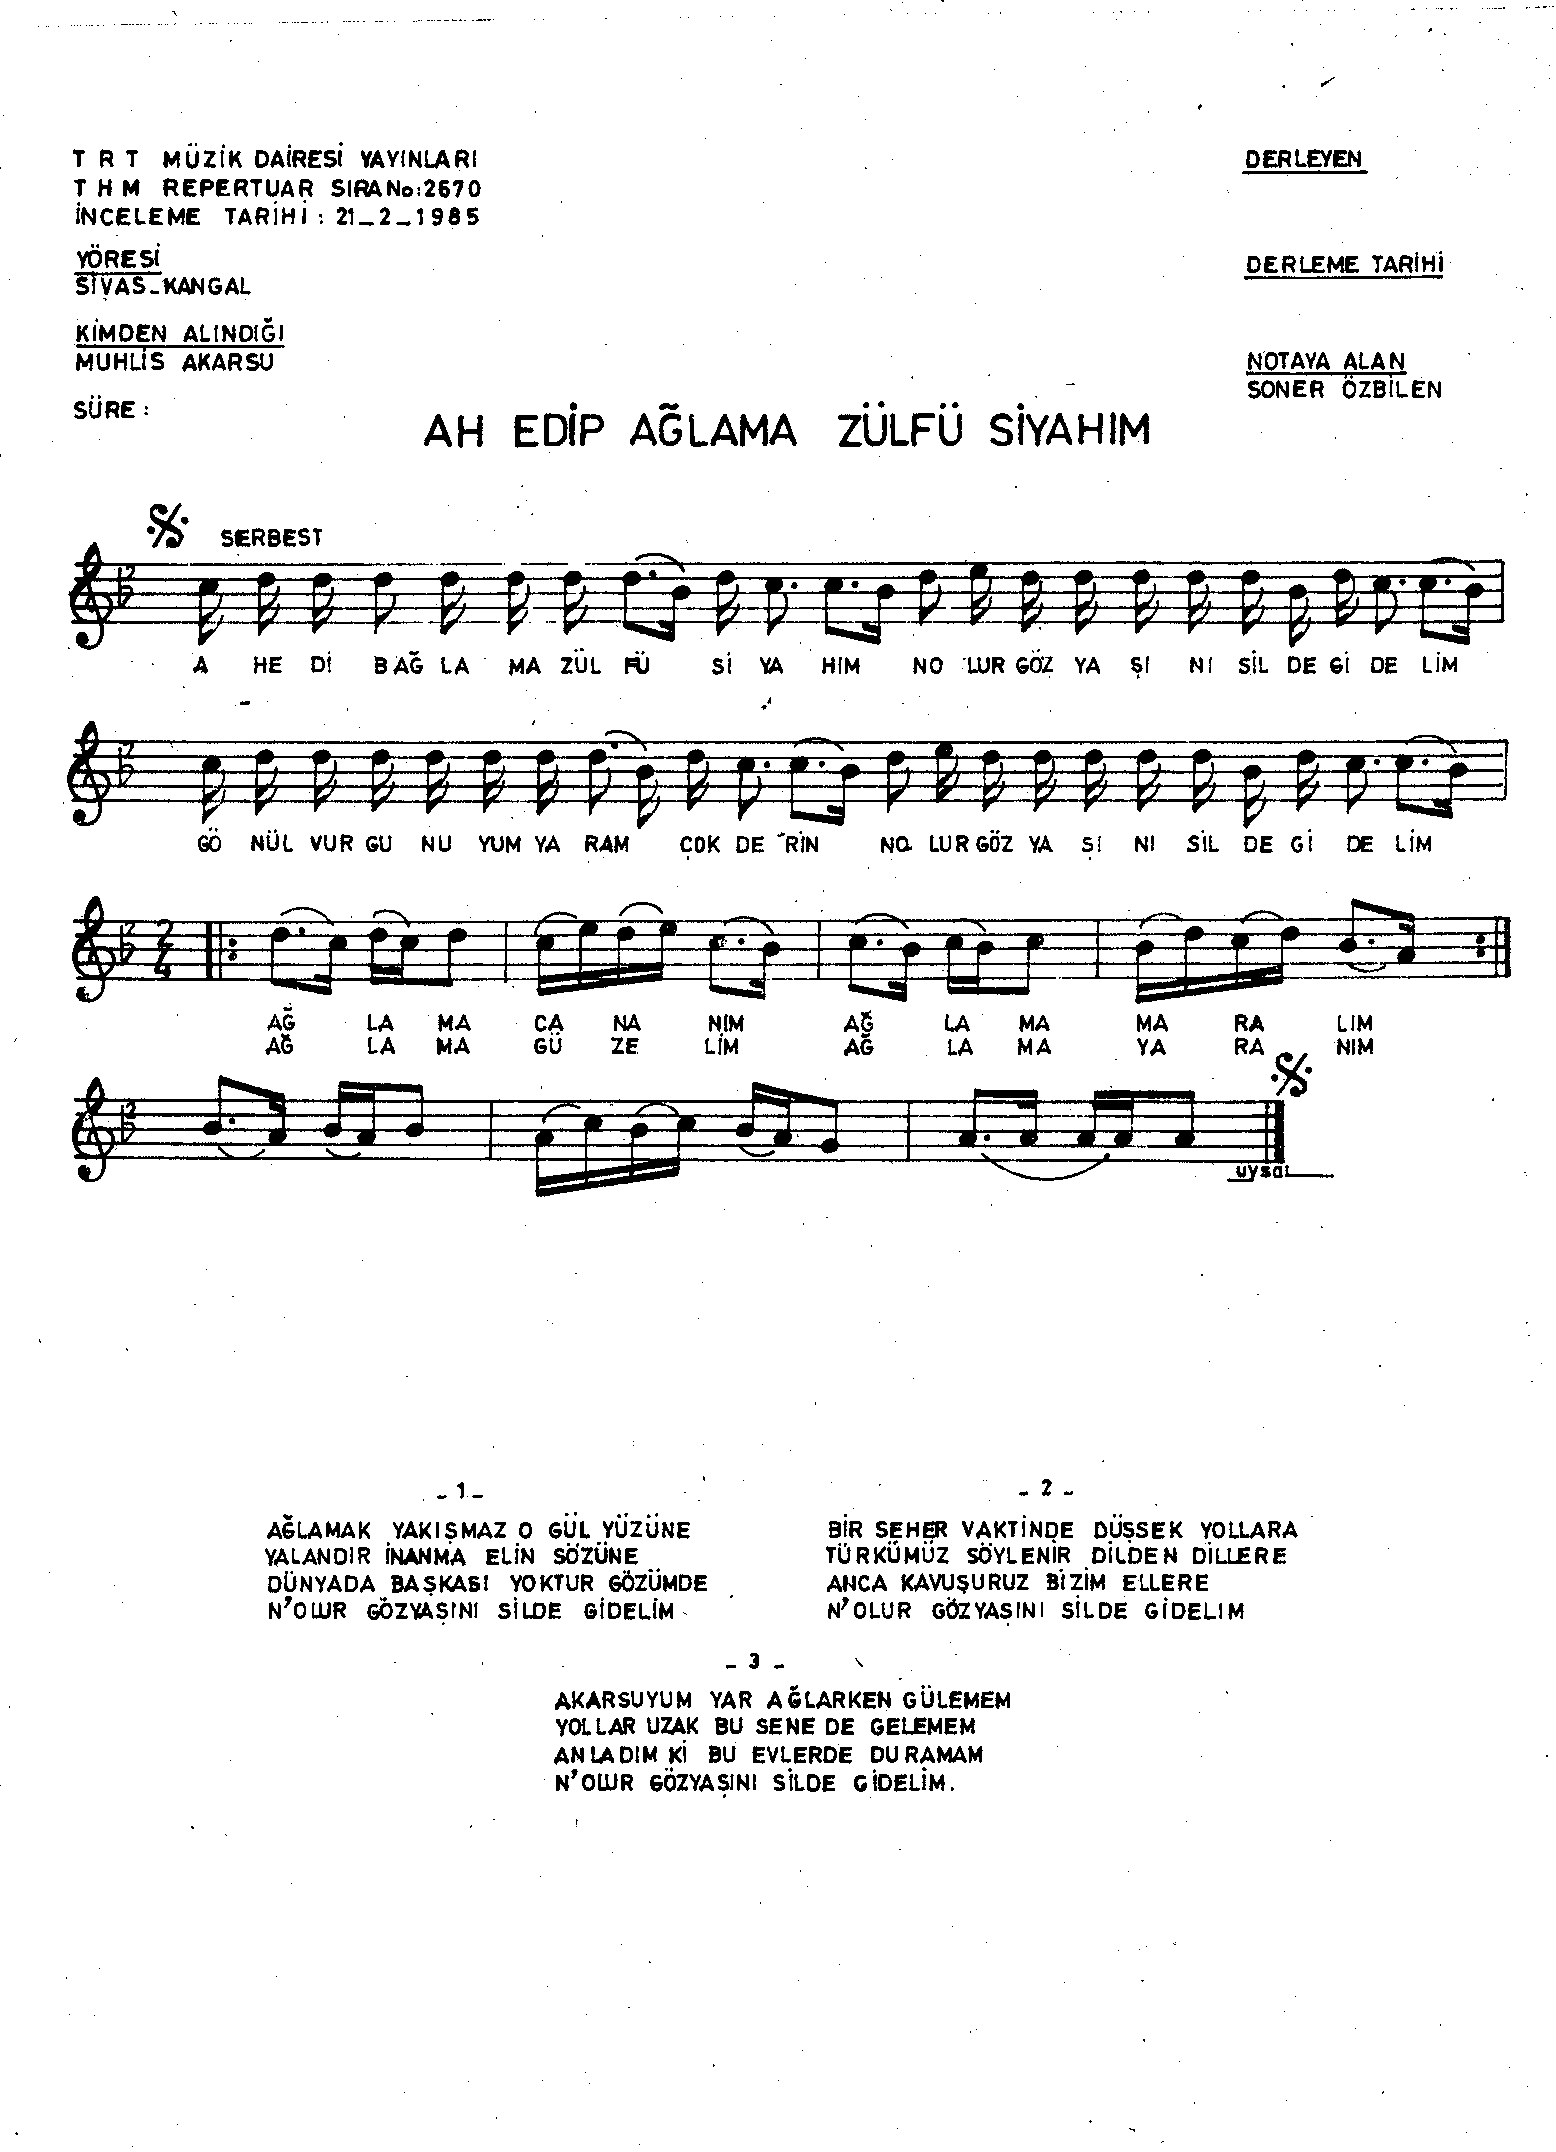 T R T MÜZİK DAİRESİ YAYINLARI
T H M REPERTUAR SIRA No:2670
İNCELEME TARİHİ : 21_2_1985
DERLEYEN
YÖRESİ
SİVAS_KANGAL
DERLEME TARİHİ
KİMDEN ALINDIĞI
MUHLİS AKARSU
NOTAYA ALAN
SONER ÖZBİLEN
SÜRE :
AH EDİP AĞLAMA ZÜLFÜ SİYAHIM
SERBEST
A HE DI BAĞ LA MA ZÜL FÜ Sİ YA HIM NO LUR GÖZ YA ŞI NI SİL DE Gİ DE LİM
GÖ NÜL VUR GU NU YUM YA RAM ÇOK DE RİN NO LUR GÖZ YA ŞI NI SİL DE Gİ DE LİM
2
4
AĞ LA MA CA NA NIM AĞ LA MA MA RA LIM
AĞ LA MA GÜ ZE LİM AĞ LA MA YA RA NIM
uysal
_ 1 _
AĞLAMAK YAKIŞMAZ O GÜL YÜZÜNE
YALANDIR İNANMA ELİN SÖZÜNE
DÜNYADA BAŞKASI YOKTUR GÖZÜMDE
N'OLUR GÖZYAŞINI SİLDE GİDELİM
_ 2 _
BİR SEHER VAKTİNDE DÜŞSEK YOLLARA
TÜRKÜMÜZ SÖYLENİR DİLDEN DİLLERE
ANCA KAVUŞURUZ BİZİM ELLERE
N'OLUR GÖZYAŞINI SİLDE GİDELIM
_ 3 _
AKARSUYUM YAR AĞLARKEN GÜLEMEM
YOLLAR UZAK BU SENE DE GELEMEM
ANLADIM Kİ BU EVLERDE DURAMAM
N'OLUR GÖZYAŞINI SİLDE GİDELİM.